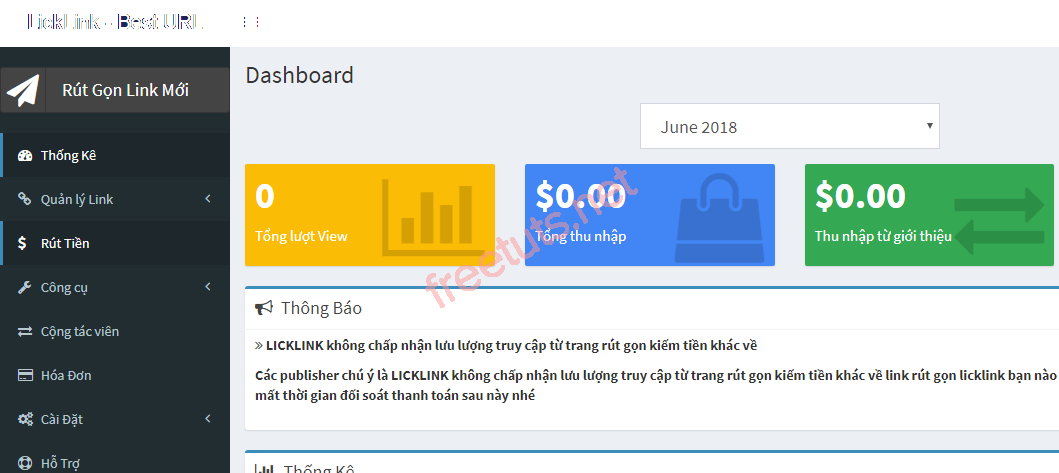 LickLink - Best URL
Dashboard
Rút Gọn Link Mới
June 2018
Thống Kê
Quản lý Link
Rút Tiền
Công cụ
Cộng tác viên
Hóa Đơn
Cài Đặt
Hỗ Trợ
0
Tổng lượt View
$0.00
Tổng thu nhập
$0.00
Thu nhập từ giới thiệu
freetuts.net
Thông Báo
» LICKLINK không chấp nhận lưu lượng truy cập từ trang rút gọn kiếm tiền khác về
Các publisher chú ý là LICKLINK không chấp nhận lưu lượng truy cập từ trang rút gọn kiếm tiền khác về link rút gọn licklink bạn nào
mất thời gian đối soát thanh toán sau này nhé
Thống Kê